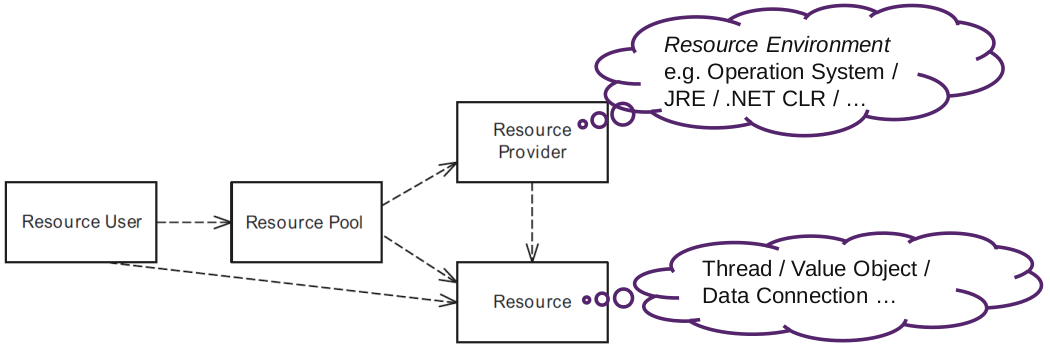 Resource Environment
e.g. Operation System /
JRE / .NET CLR / …
Resource
Provider
Resource User
Resource Pool
Resource
Thread / Value Object /
Data Connection …